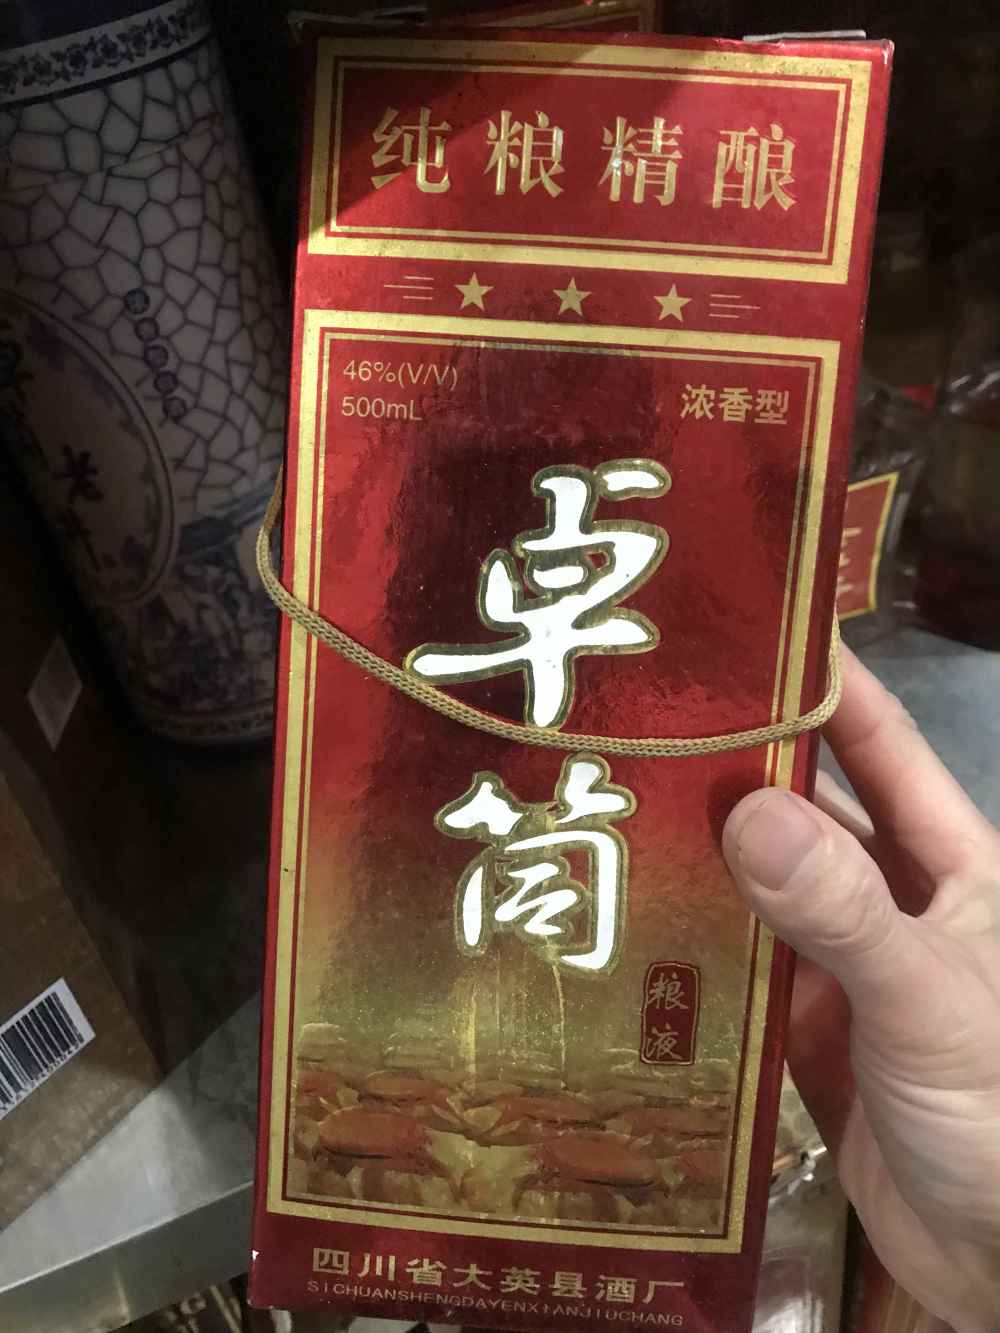 纯粮精酿
46%(V/V)
500mL
浓香型
卓筒
粮液
四川省大英县酒厂
SICHUANSHENGDAYENXIANJIUCHANG